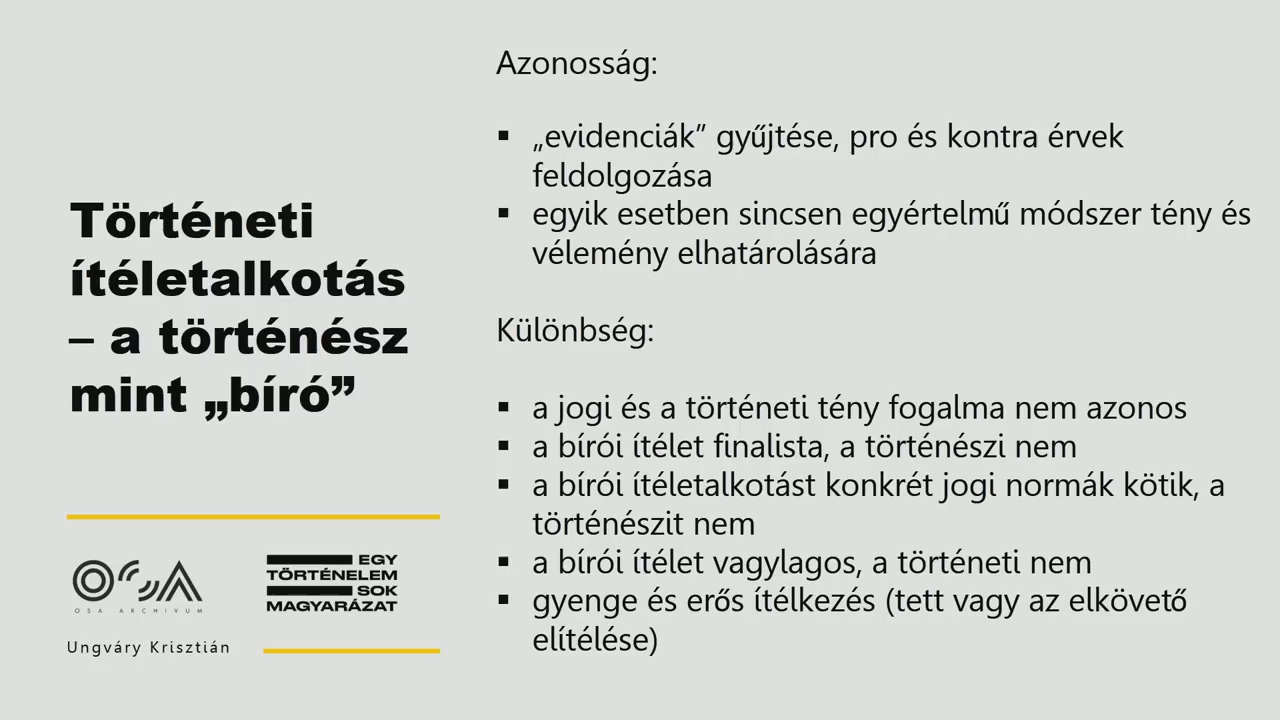 Történeti
ítéletalkotás
– a történész
mint „bíró”
OSA
OSA ARCHIVUM
EGY
TÖRTÉNELEM
SOK
MAGYARÁZAT
Ungváry Krisztián
Azonosság:
▪ „evidenciák” gyűjtése, pro és kontra érvek
feldolgozása
▪ egyik esetben sincsen egyértelmű módszer tény és
vélemény elhatárolására
Különbség:
▪ a jogi és a történeti tény fogalma nem azonos
▪ a bírói ítélet finalista, a történészi nem
▪ a bírói ítéletalkotást konkrét jogi normák kötik, a
történészit nem
▪ a bírói ítélet vagylagos, a történeti nem
▪ gyenge és erős ítélkezés (tett vagy az elkövető
elítélése)